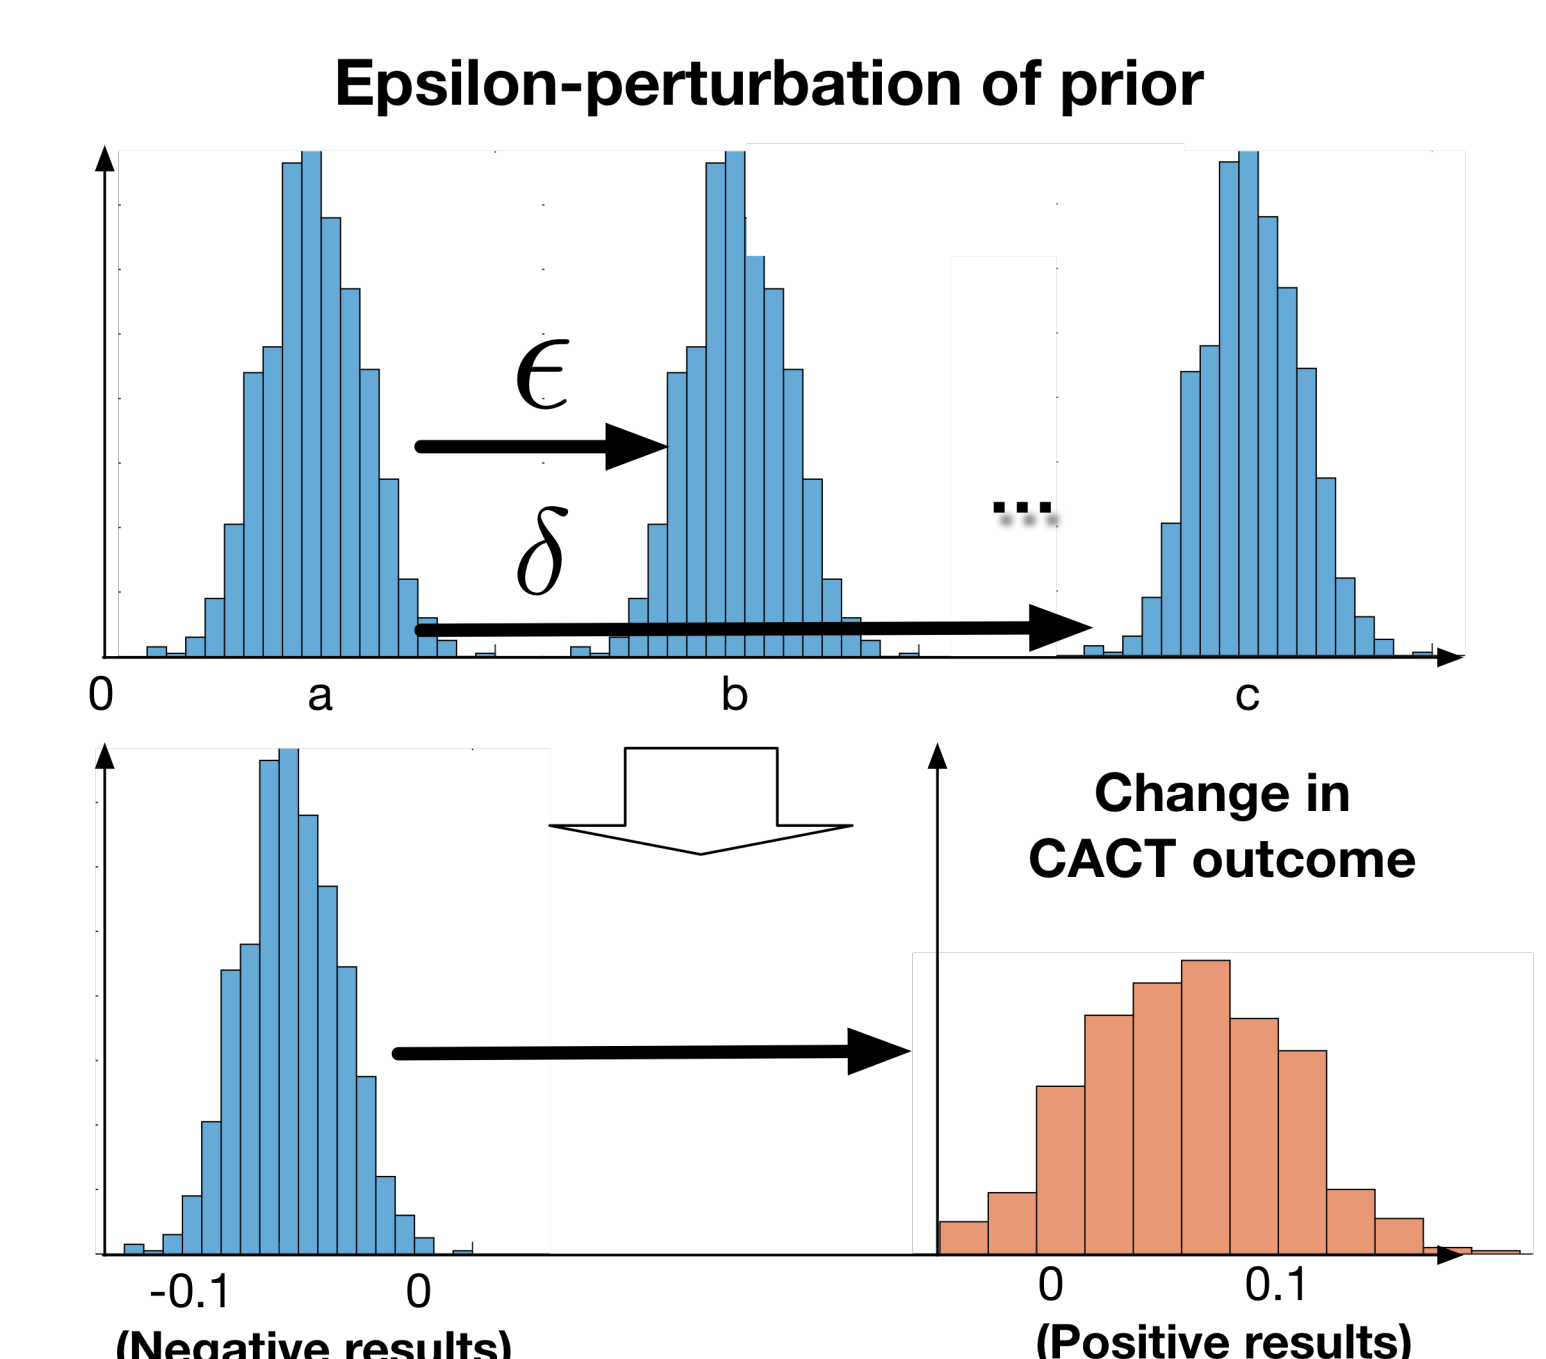 Epsilon-perturbation of prior
ϵ
δ
...
0 a b c
Change in
CACT outcome
-0.1 0 0 0.1
(Negative results) (Positive results)